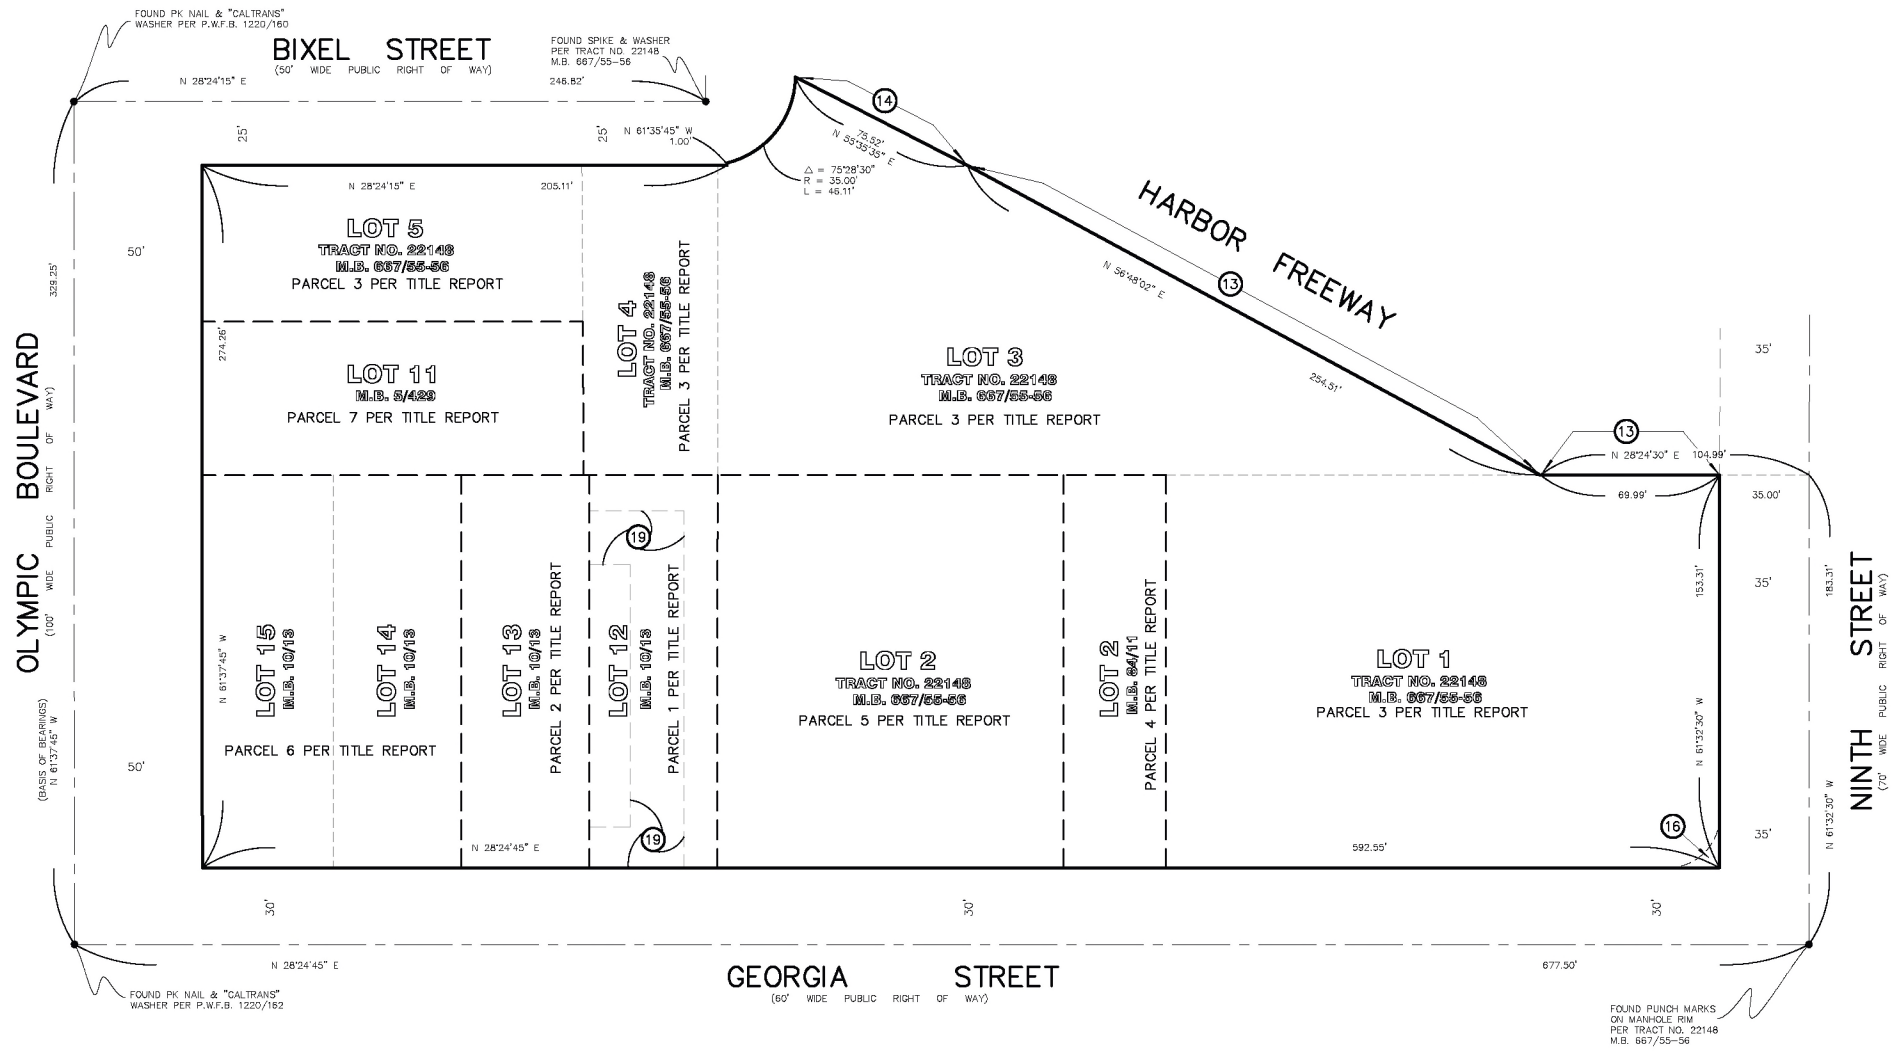 FOUND PK NAIL & "CALTRANS"
WASHER PER P.W.F.B. 1220/160
BIXEL STREET
(50' WIDE PUBLIC RIGHT OF WAY)
FOUND SPIKE & WASHER
PER TRACT NO. 22148
M.B. 667/55-56
N 28°24'15" E
246.82'
25'
25'
N 61°35'45" W
1.00'
14
75.52'
N 55°35'35" E
△ = 75°28'30"
R = 35.00'
L = 46.11'
N 28°24'15" E
205.11'
HARBOR FREEWAY
13
N 56°48'02" E
254.51'
50'
329.25'
274.26'
LOT 5
TRACT NO. 22148
M.B. 667/55-56
PARCEL 3 PER TITLE REPORT
LOT 11
M.B. 5/429
PARCEL 7 PER TITLE REPORT
LOT 4
TRACT NO. 22148
M.B. 667/55-56
PARCEL 3 PER TITLE REPORT
LOT 3
TRACT NO. 22148
M.B. 667/55-56
PARCEL 3 PER TITLE REPORT
35'
13
N 28°24'30" E 104.99'
69.99'
35.00'
OLYMPIC BOULEVARD
(100' WIDE PUBLIC RIGHT OF WAY)
(BASIS OF BEARINGS)
N 61°37'45" W
50'
N 61°37'45" W
LOT 15
M.B. 10/13
LOT 14
M.B. 10/13
PARCEL 6 PER TITLE REPORT
LOT 13
M.B. 10/13
PARCEL 2 PER TITLE REPORT
19
LOT 12
M.B. 10/13
PARCEL 1 PER TITLE REPORT
19
LOT 2
TRACT NO. 22148
M.B. 667/55-56
PARCEL 5 PER TITLE REPORT
LOT 2
M.B. 84/11
PARCEL 4 PER TITLE REPORT
LOT 1
TRACT NO. 22148
M.B. 667/55-56
PARCEL 3 PER TITLE REPORT
153.31'
N 61°32'30" W
16
35'
35'
183.31'
N 61°32'30" W
NINTH STREET
(70' WIDE PUBLIC RIGHT OF WAY)
N 28°24'45" E
592.55'
30'
30'
30'
N 28°24'45" E
GEORGIA STREET
(60' WIDE PUBLIC RIGHT OF WAY)
677.50'
FOUND PK NAIL & "CALTRANS"
WASHER PER P.W.F.B. 1220/162
FOUND PUNCH MARKS
ON MANHOLE RIM
PER TRACT NO. 22148
M.B. 667/55-56